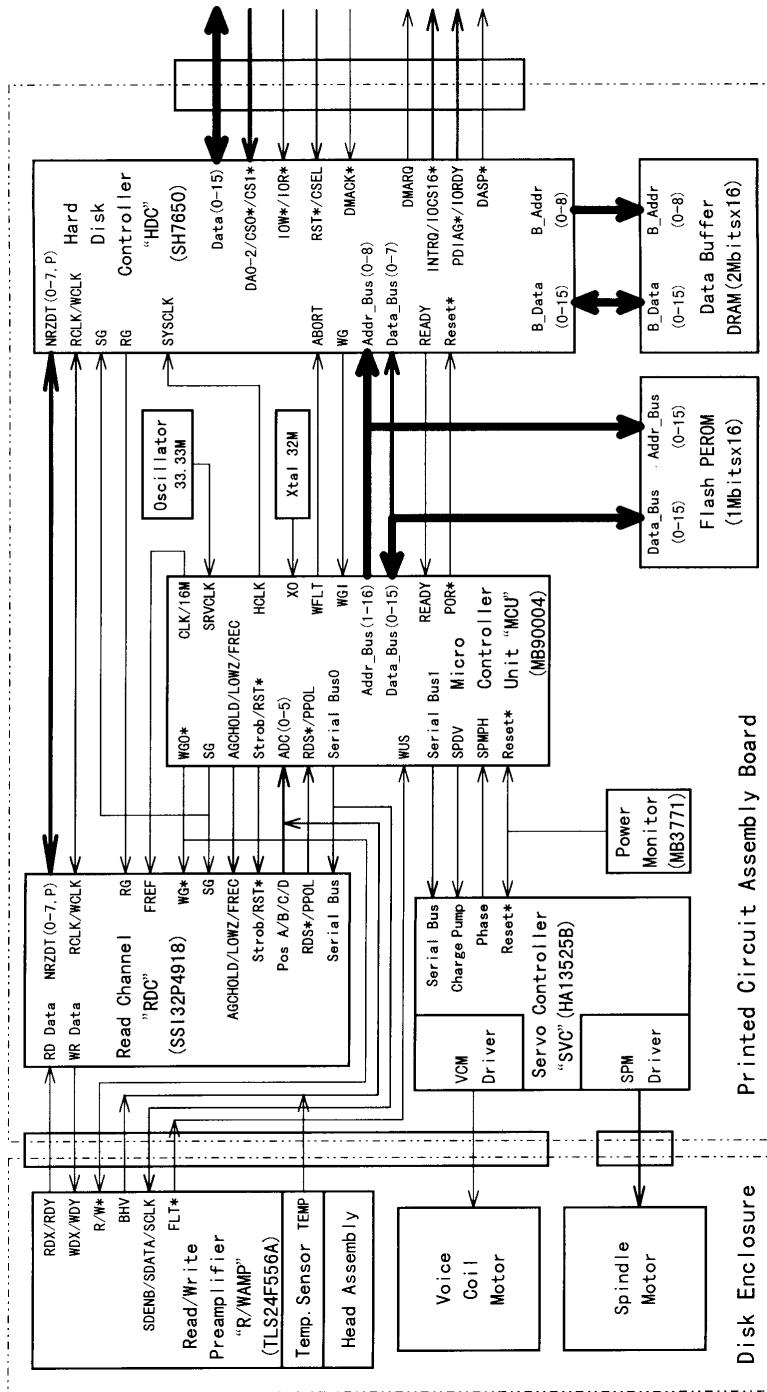 Disk Enclosure
RDX/RDY
WDX/WDY
R/W*
BHV
SDENB/SDATA/SCLK
FLT*
Read/Write
Preamplifier
"R/WAMP"
(TLS24F556A)
Temp. Sensor TEMP
Head Assembly
Voice
Coil
Motor
Spindle
Motor
Printed Circuit Assembly Board
RD Data
NRZDT(0-7,P)
WR Data
RCLK/WCLK
Read Channel
"RDC"
(SSI32P4918)
RG
FREF
WG*
SG
AGCHOLD/LOWZ/FREC
Strob/RST*
Pos A/B/C/D
RDS*/PPOL
Serial Bus
VCM
Driver
Servo Controller
"SVC"(HA13525B)
SPM
Driver
Serial Bus
Charge Pump
Phase
Reset*
Power
Monitor
(MB3771)
WGO*
SG
AGCHOLD/LOWZ/FREC
Strob/RST*
ADC(0-5)
RDS*/PPOL
Serial Bus0
WUS
Serial Bus1
SPDV
SPMPH
Reset*
CLK/16M
SRVCLK
HCLK
XO
WFLT
WGI
Addr_Bus(1-16)
Data_Bus(0-15)
READY
POR*
Micro
Controller
Unit "MCU"
(MB90004)
Oscillator
33.33M
Xtal 32M
Data_Bus
(0-15)
Addr_Bus
(0-15)
Flash PEROM
(1Mbitsx16)
NRZDT(0-7,P)
RCLK/WCLK
SG
RG
SYSCLK
ABORT
WG
Addr_Bus(0-8)
Data_Bus(0-7)
READY
Reset*
Hard
Disk
Controller
"HDC"
(SH7650)
Data(0-15)
DA0-2/CS0*/CS1*
IOW*/IOR*
RST*/CSEL
DMACK*
DMARQ
INTRQ/IOCS16*
PDIAG*/IORDY
DASP*
B_Data
(0-15)
B_Addr
(0-8)
B_Data
(0-15)
B_Addr
(0-8)
Data Buffer
DRAM(2Mbitsx16)